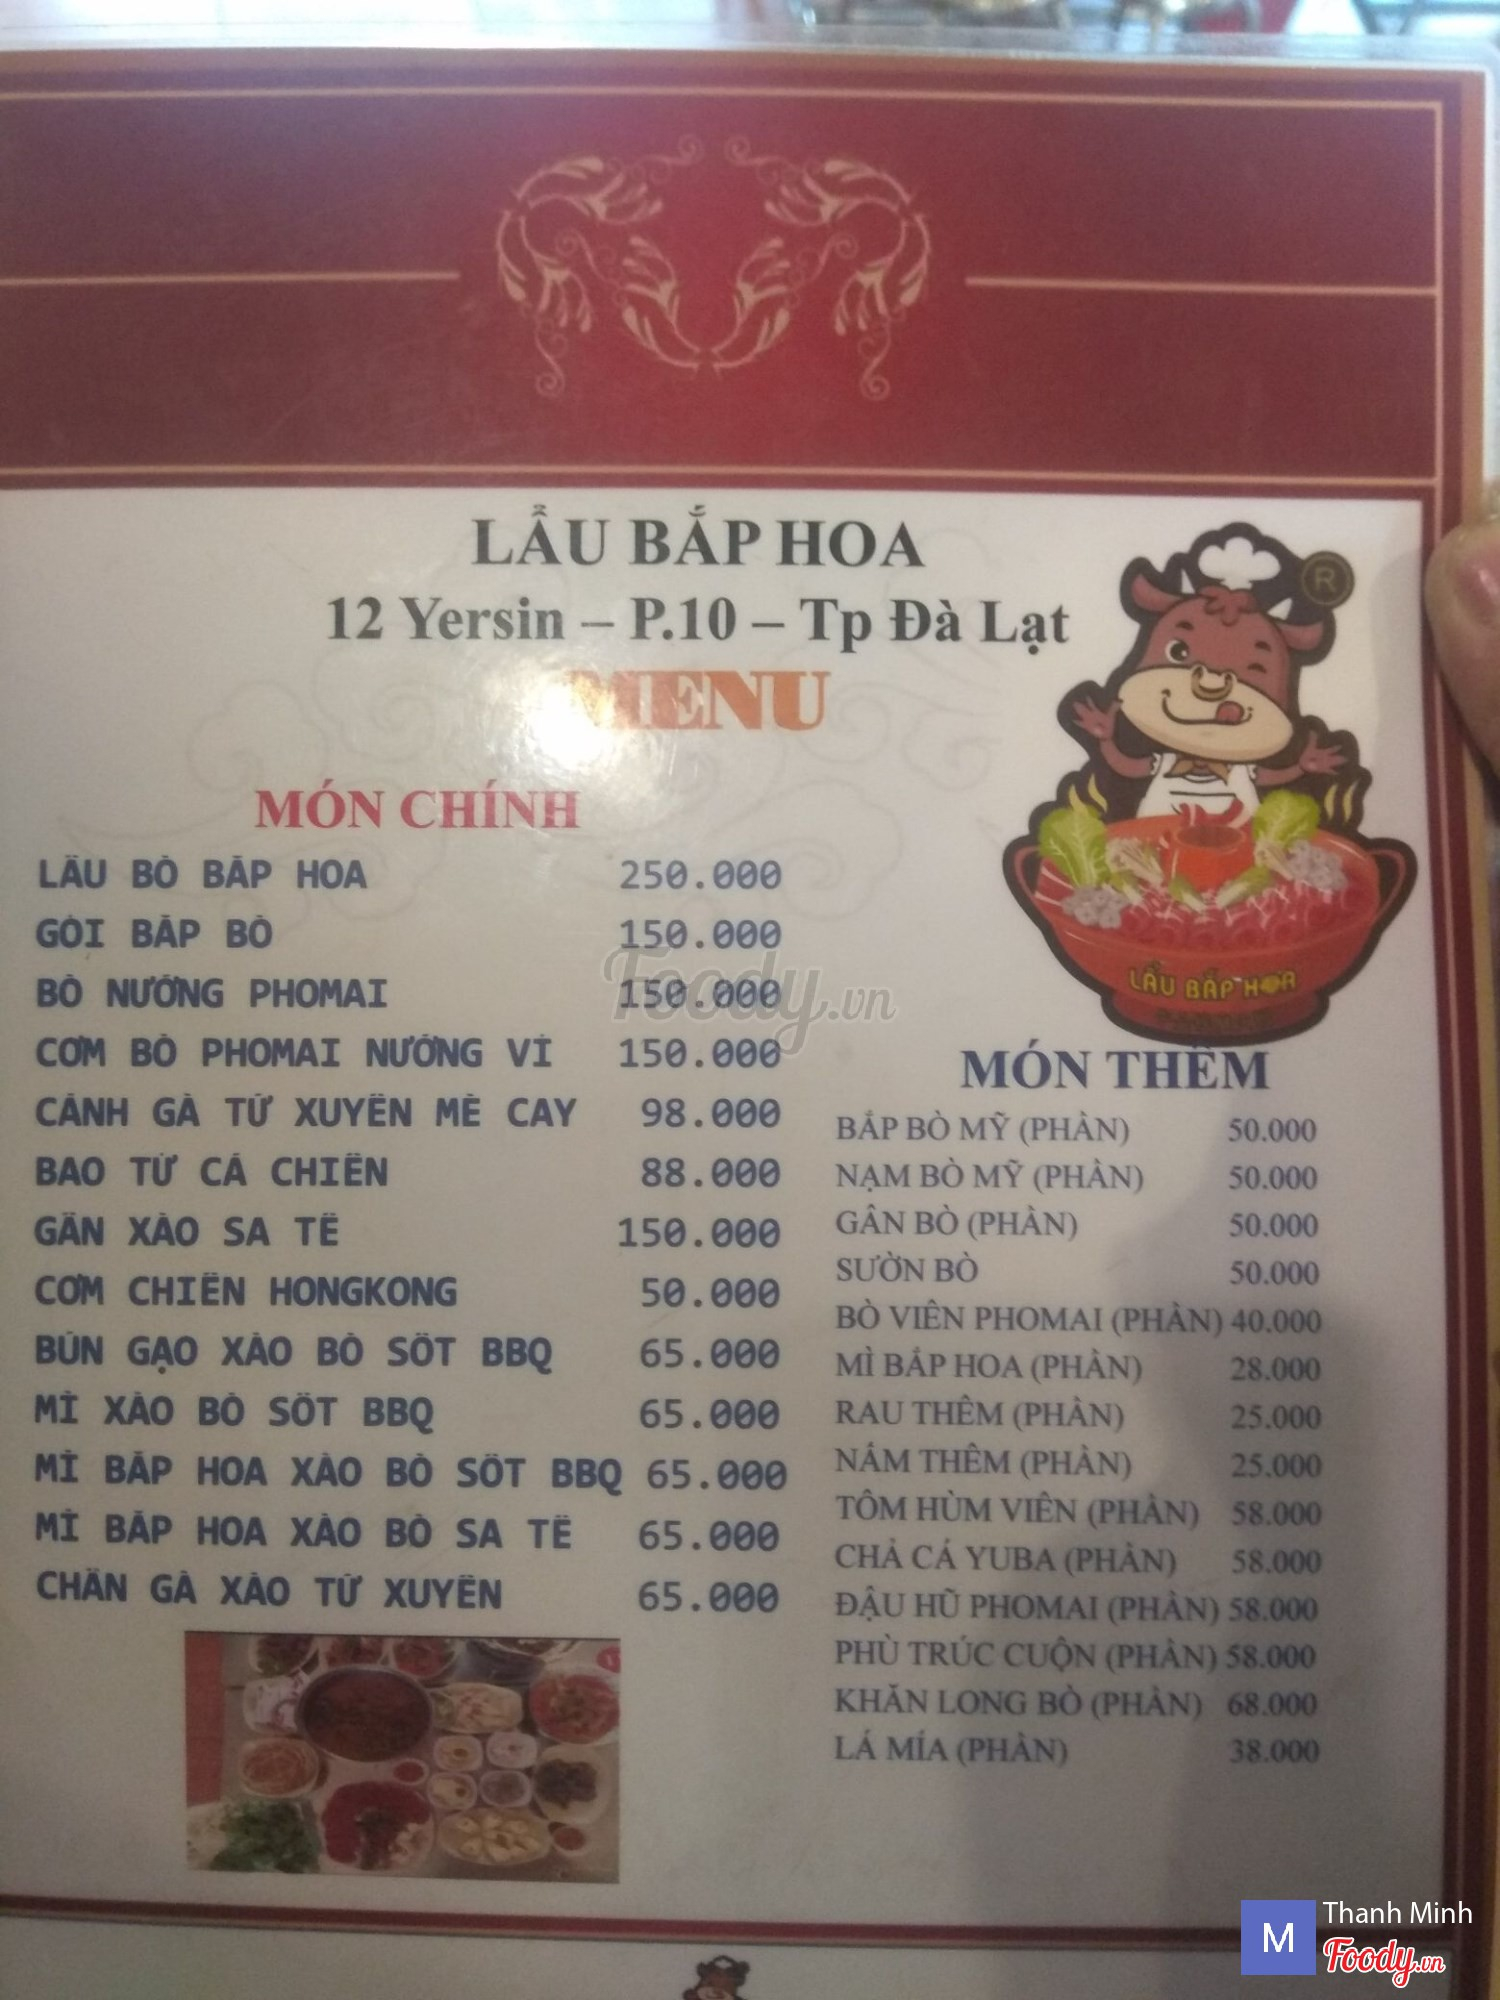 LẨU BẮP HOA
12 Yersin – P.10 – Tp Đà Lạt
MENU
R
LẨU BẮP HOA
MÓN CHÍNH
LẨU BÒ BẮP HOA 250.000
GỎI BẮP BÒ 150.000
BÒ NƯỚNG PHOMAI 150.000
CƠM BÒ PHOMAI NƯỚNG VỈ 150.000
CÁNH GÀ TỨ XUYÊN MÈ CAY 98.000
BAO TỬ CÁ CHIÊN 88.000
GÂN XÀO SA TẾ 150.000
CƠM CHIÊN HONGKONG 50.000
BÚN GẠO XÀO BÒ SỐT BBQ 65.000
MÌ XÀO BÒ SỐT BBQ 65.000
MÌ BẮP HOA XÀO BÒ SỐT BBQ 65.000
MÌ BẮP HOA XÀO BÒ SA TẾ 65.000
CHÂN GÀ XÀO TỨ XUYÊN 65.000
MÓN THÊM
BẮP BÒ MỸ (PHẦN) 50.000
NẠM BÒ MỸ (PHẦN) 50.000
GÂN BÒ (PHẦN) 50.000
SƯỜN BÒ 50.000
BÒ VIÊN PHOMAI (PHẦN) 40.000
MÌ BẮP HOA (PHẦN) 28.000
RAU THÊM (PHẦN) 25.000
NẤM THÊM (PHẦN) 25.000
TÔM HÙM VIÊN (PHẦN) 58.000
CHẢ CÁ YUBA (PHẦN) 58.000
ĐẬU HŨ PHOMAI (PHẦN) 58.000
PHÙ TRÚC CUỘN (PHẦN) 58.000
KHĂN LONG BÒ (PHẦN) 68.000
LÁ MÍA (PHẦN) 38.000
Foody.vn
M Thanh Minh
Foody.vn